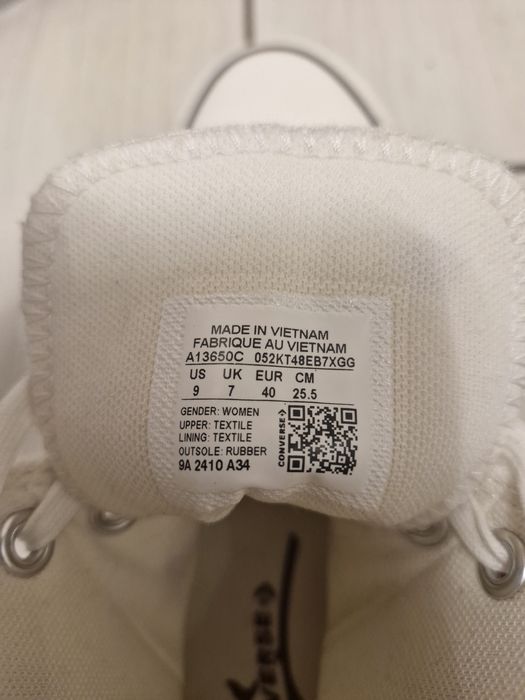 MADE IN VIETNAM
FABRIQUE AU VIETNAM
A13650C 052KT48EB7XGG
US UK EUR CM
9 7 40 25.5
GENDER: WOMEN
UPPER: TEXTILE
LINING: TEXTILE
OUTSOLE: RUBBER
9A 2410 A34
CONVERSE